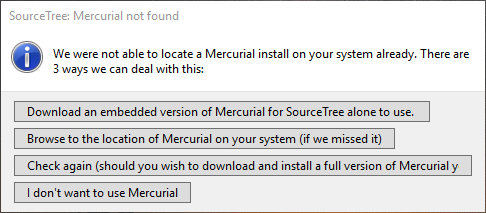 SourceTree: Mercurial not found
We were not able to locate a Mercurial install on your system already. There are
3 ways we can deal with this:
Download an embedded version of Mercurial for SourceTree alone to use.
Browse to the location of Mercurial on your system (if we missed it)
Check again (should you wish to download and install a full version of Mercurial y
I don't want to use Mercurial